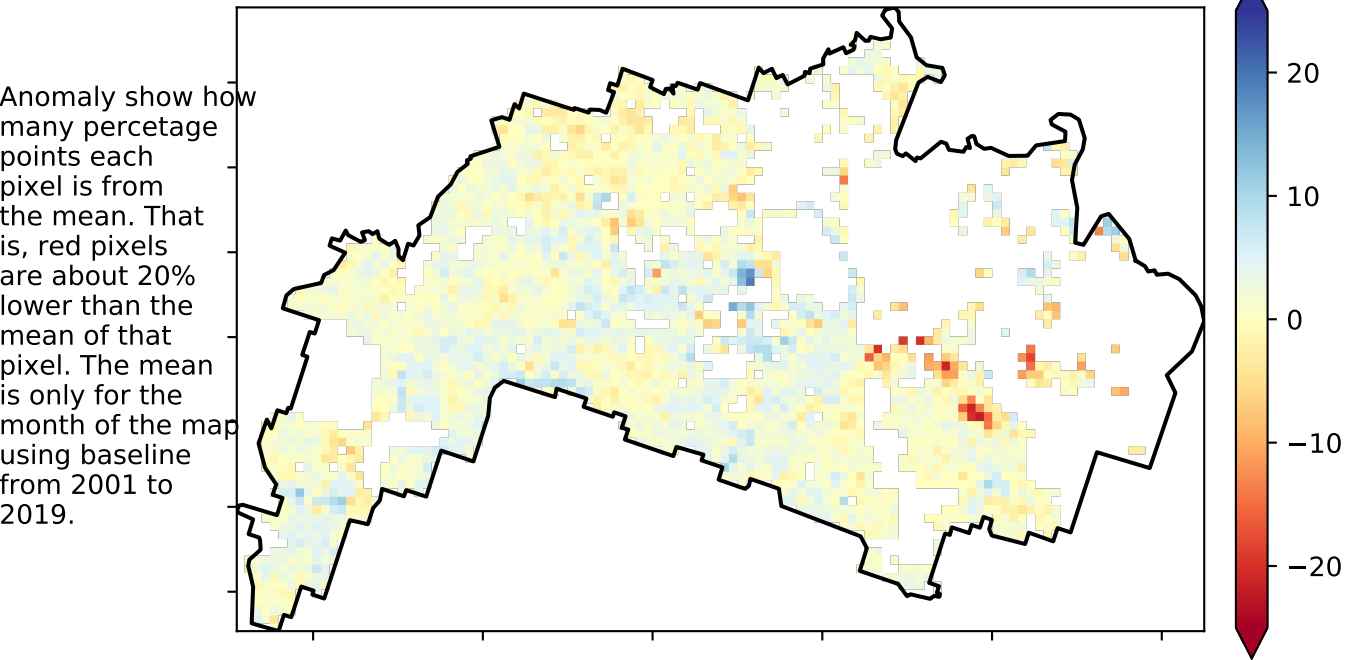 Anomaly show how
many percetage
points each
pixel is from
the mean. That
is, red pixels
are about 20%
lower than the
mean of that
pixel. The mean
is only for the
month of the map
using baseline
from 2001 to
2019.
20
10
0
−10
−20